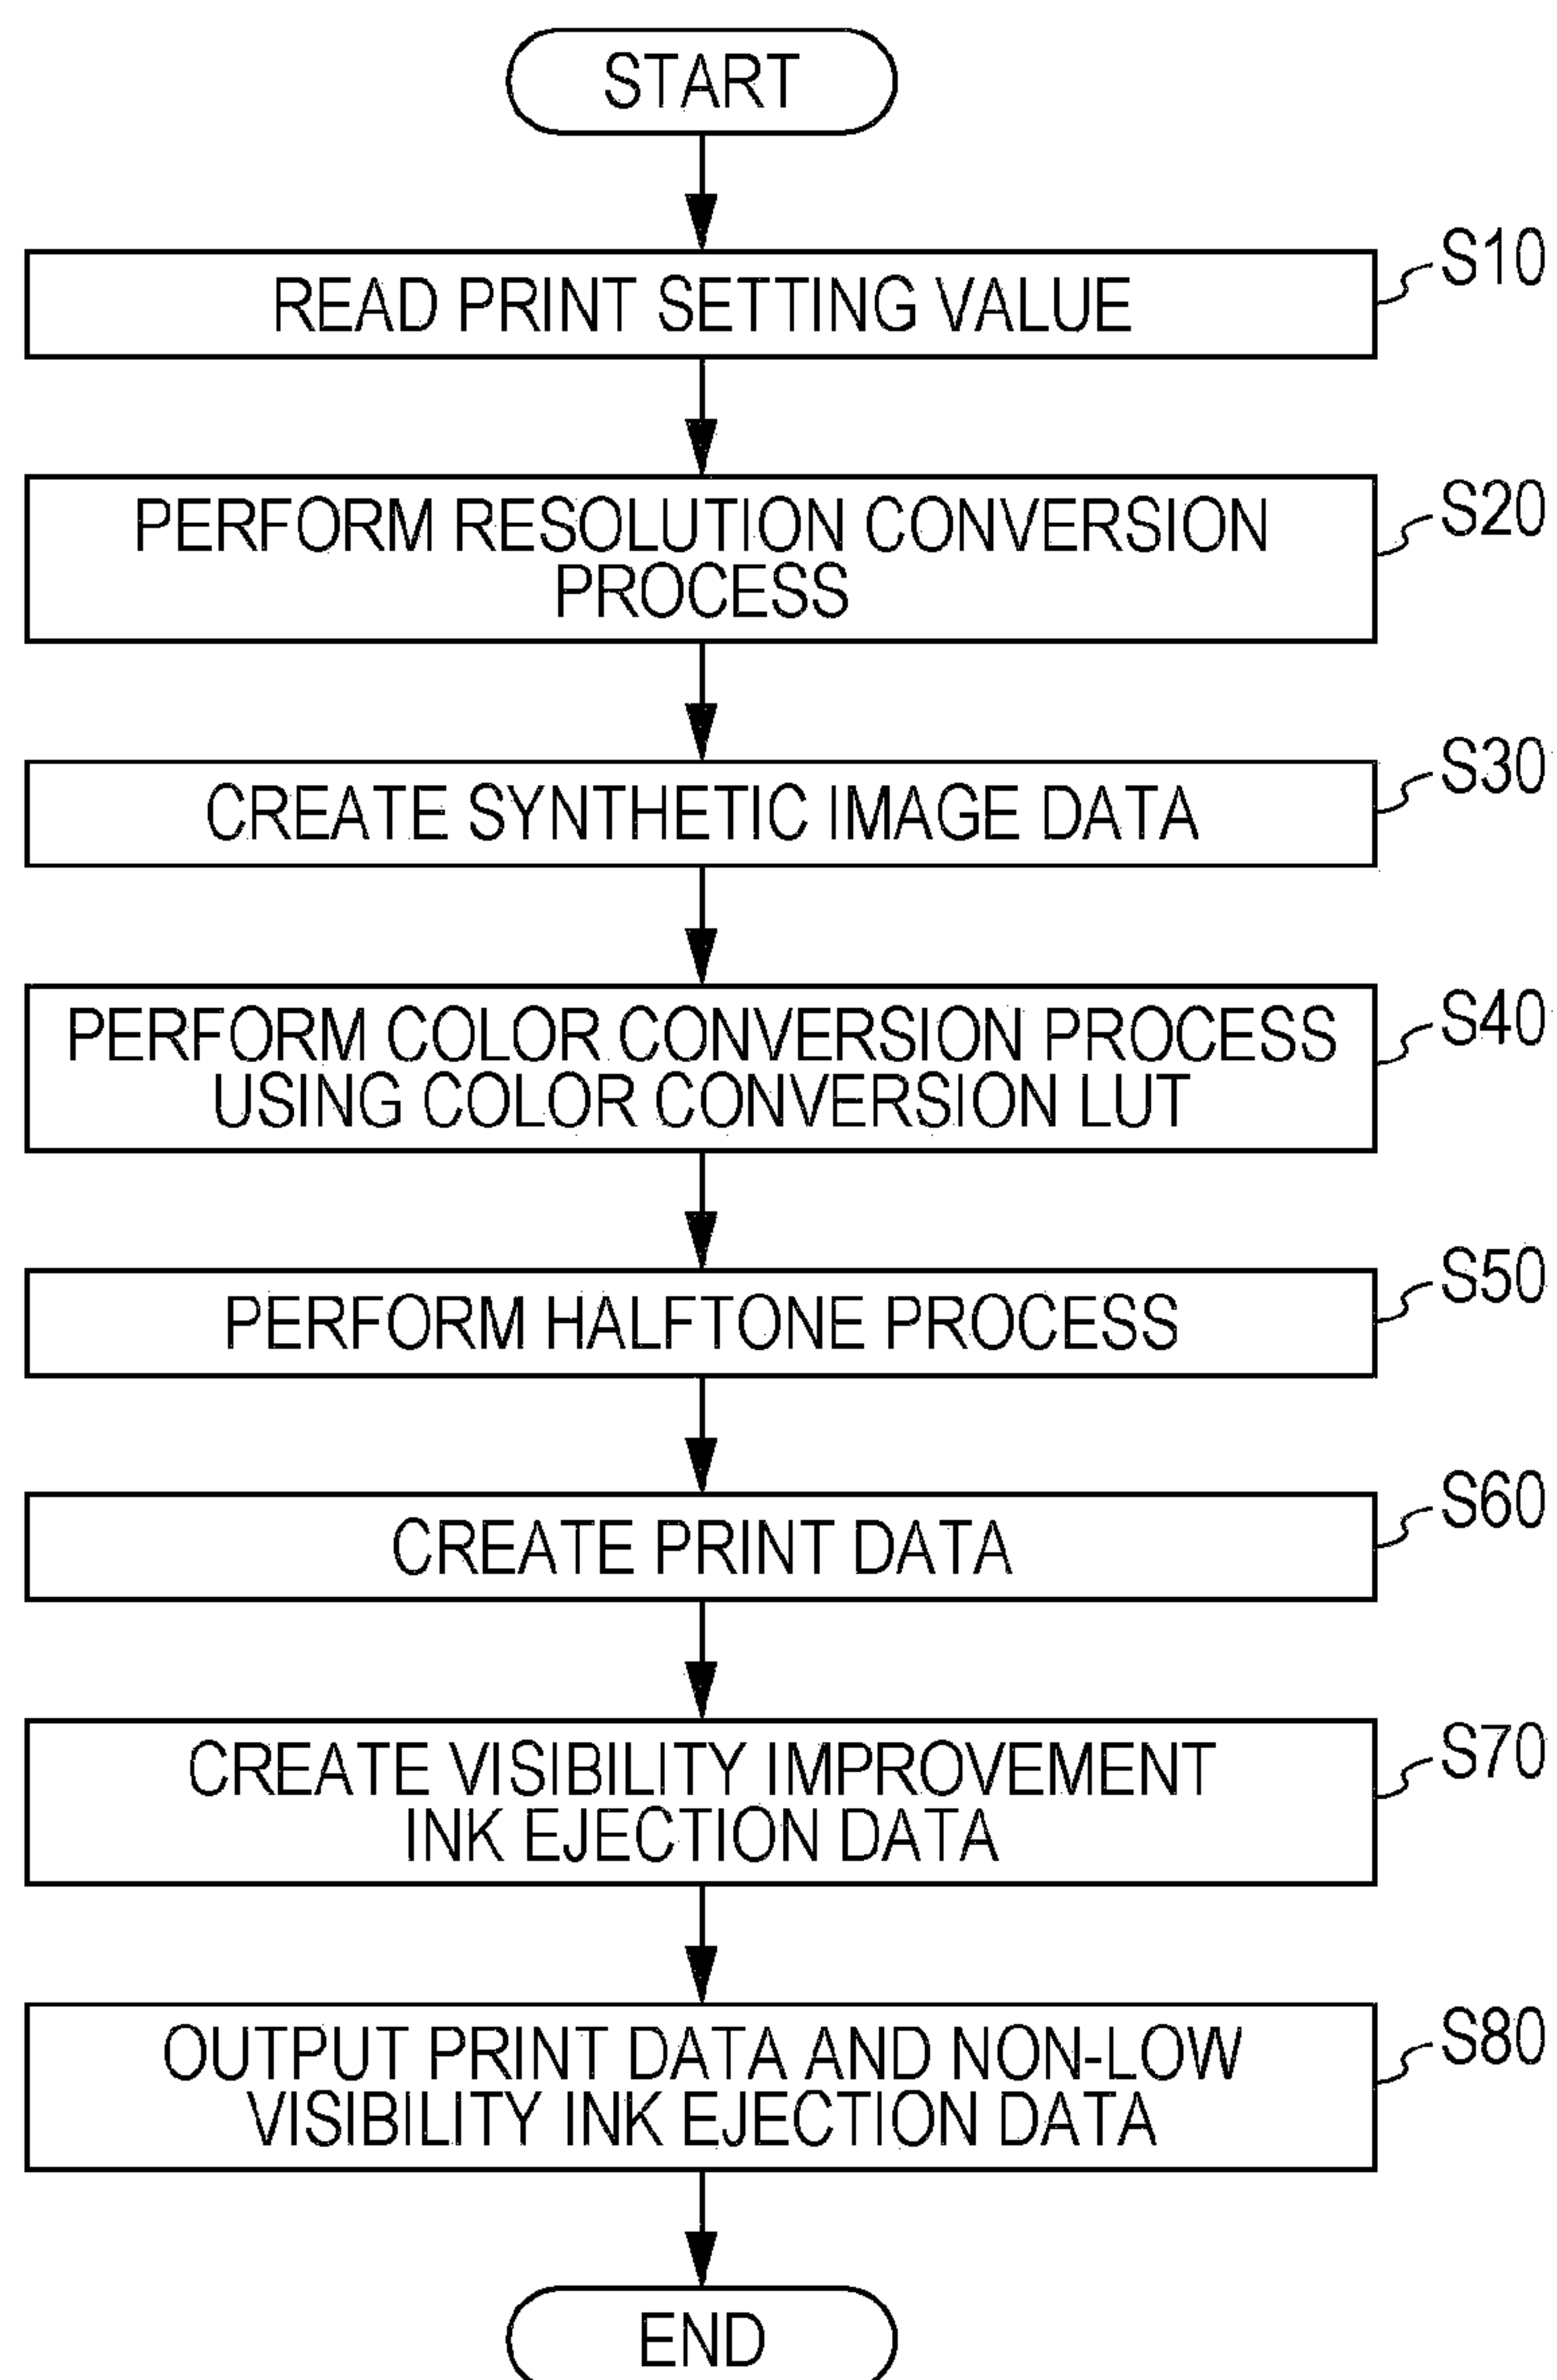 START
READ PRINT SETTING VALUE
S10
PERFORM RESOLUTION CONVERSION
PROCESS
S20
CREATE SYNTHETIC IMAGE DATA
S30
PERFORM COLOR CONVERSION PROCESS
USING COLOR CONVERSION LUT
S40
PERFORM HALFTONE PROCESS
S50
CREATE PRINT DATA
S60
CREATE VISIBILITY IMPROVEMENT
INK EJECTION DATA
S70
OUTPUT PRINT DATA AND NON-LOW
VISIBILITY INK EJECTION DATA
S80
END